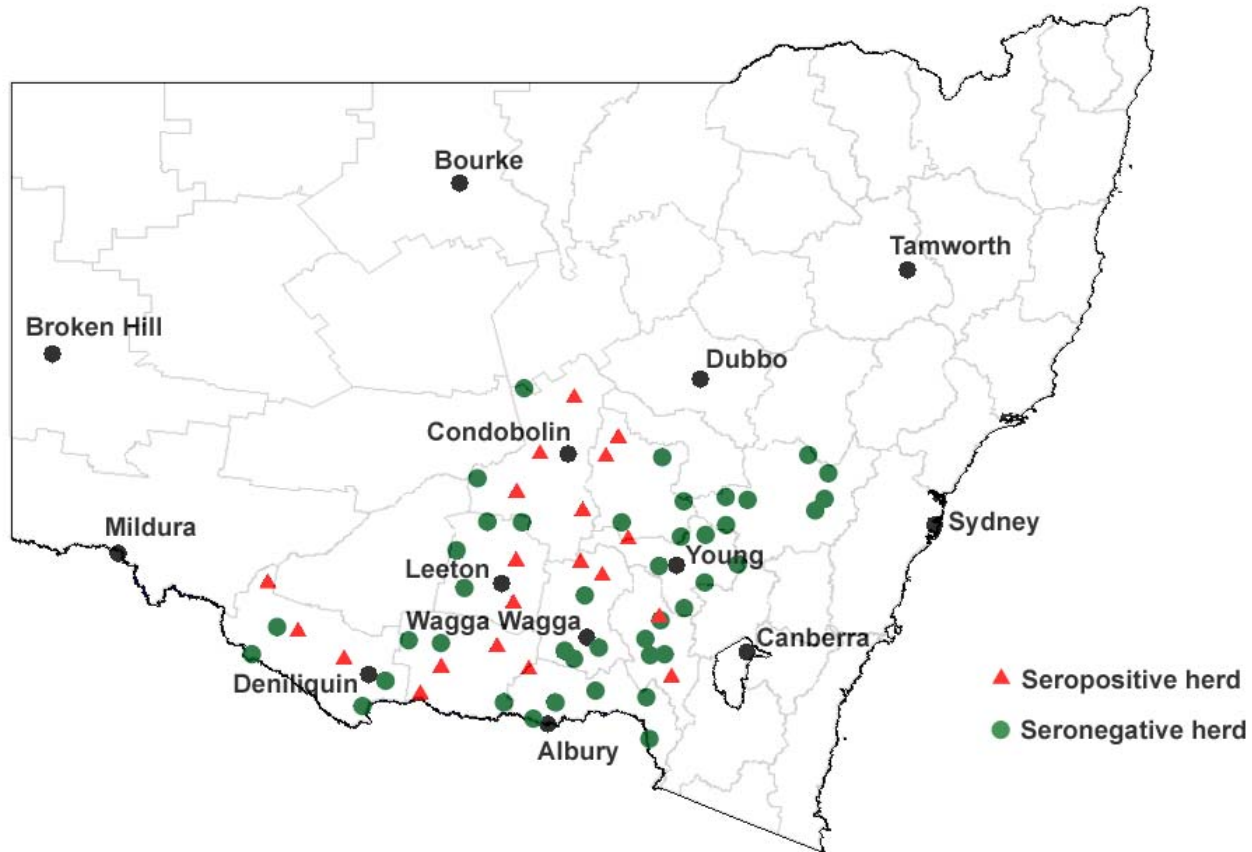 Bourke
Tamworth
Broken Hill
Dubbo
Condobolin
Mildura
Sydney
Leeton
Young
Wagga Wagga
Canberra
Deniliquin
Albury
Seropositive herd
Seronegative herd